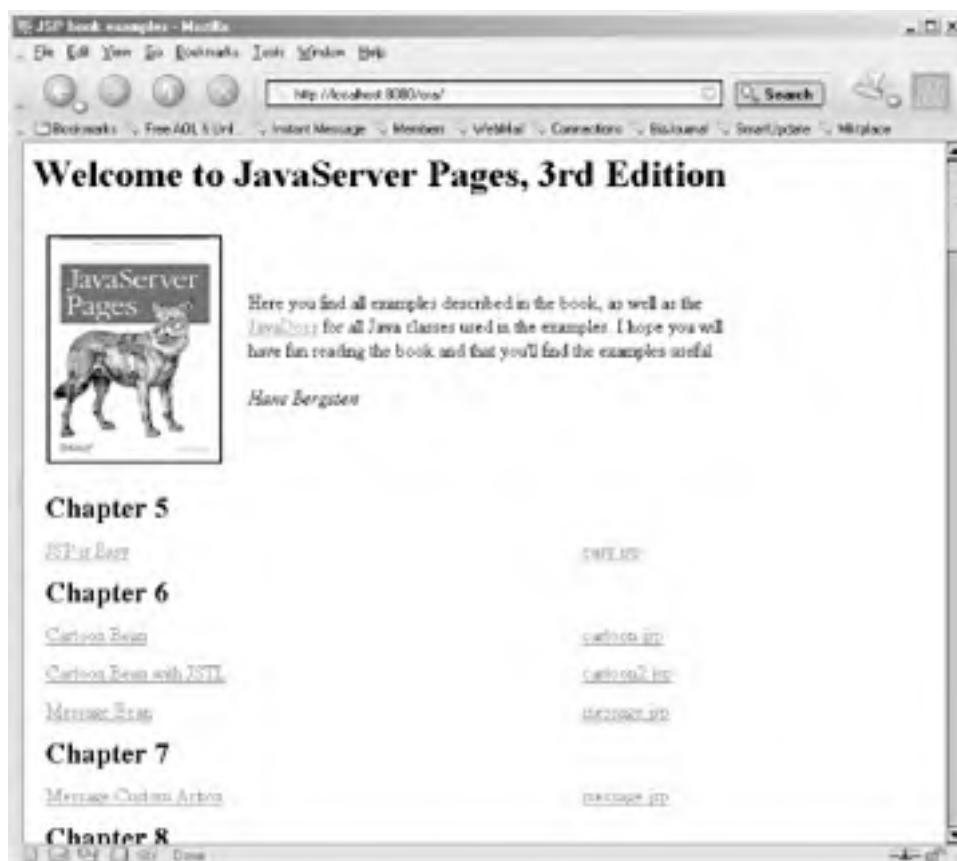 JSP book examples - Mozilla
File Edit View Go Bookmarks Tools Window Help
http://localhost:8080/ora/
Search
Bookmarks Free AOL & Unl... Instant Message Members WebMail Connections BizJournal SmartUpdate Mktplace
Welcome to JavaServer Pages, 3rd Edition
JavaServer
Pages
Here you find all examples described in the book, as well as the
JavaDocs for all Java classes used in the examples. I hope you will
have fun reading the book and that you'll find the examples useful
Hans Bergsten
Chapter 5
JSP is Easy easy.jsp
Chapter 6
Cartoon Bean cartoon.jsp
Cartoon Bean with JSTL cartoon2.jsp
Message Bean message.jsp
Chapter 7
Message Custom Action message.jsp
Chapter 8
Done